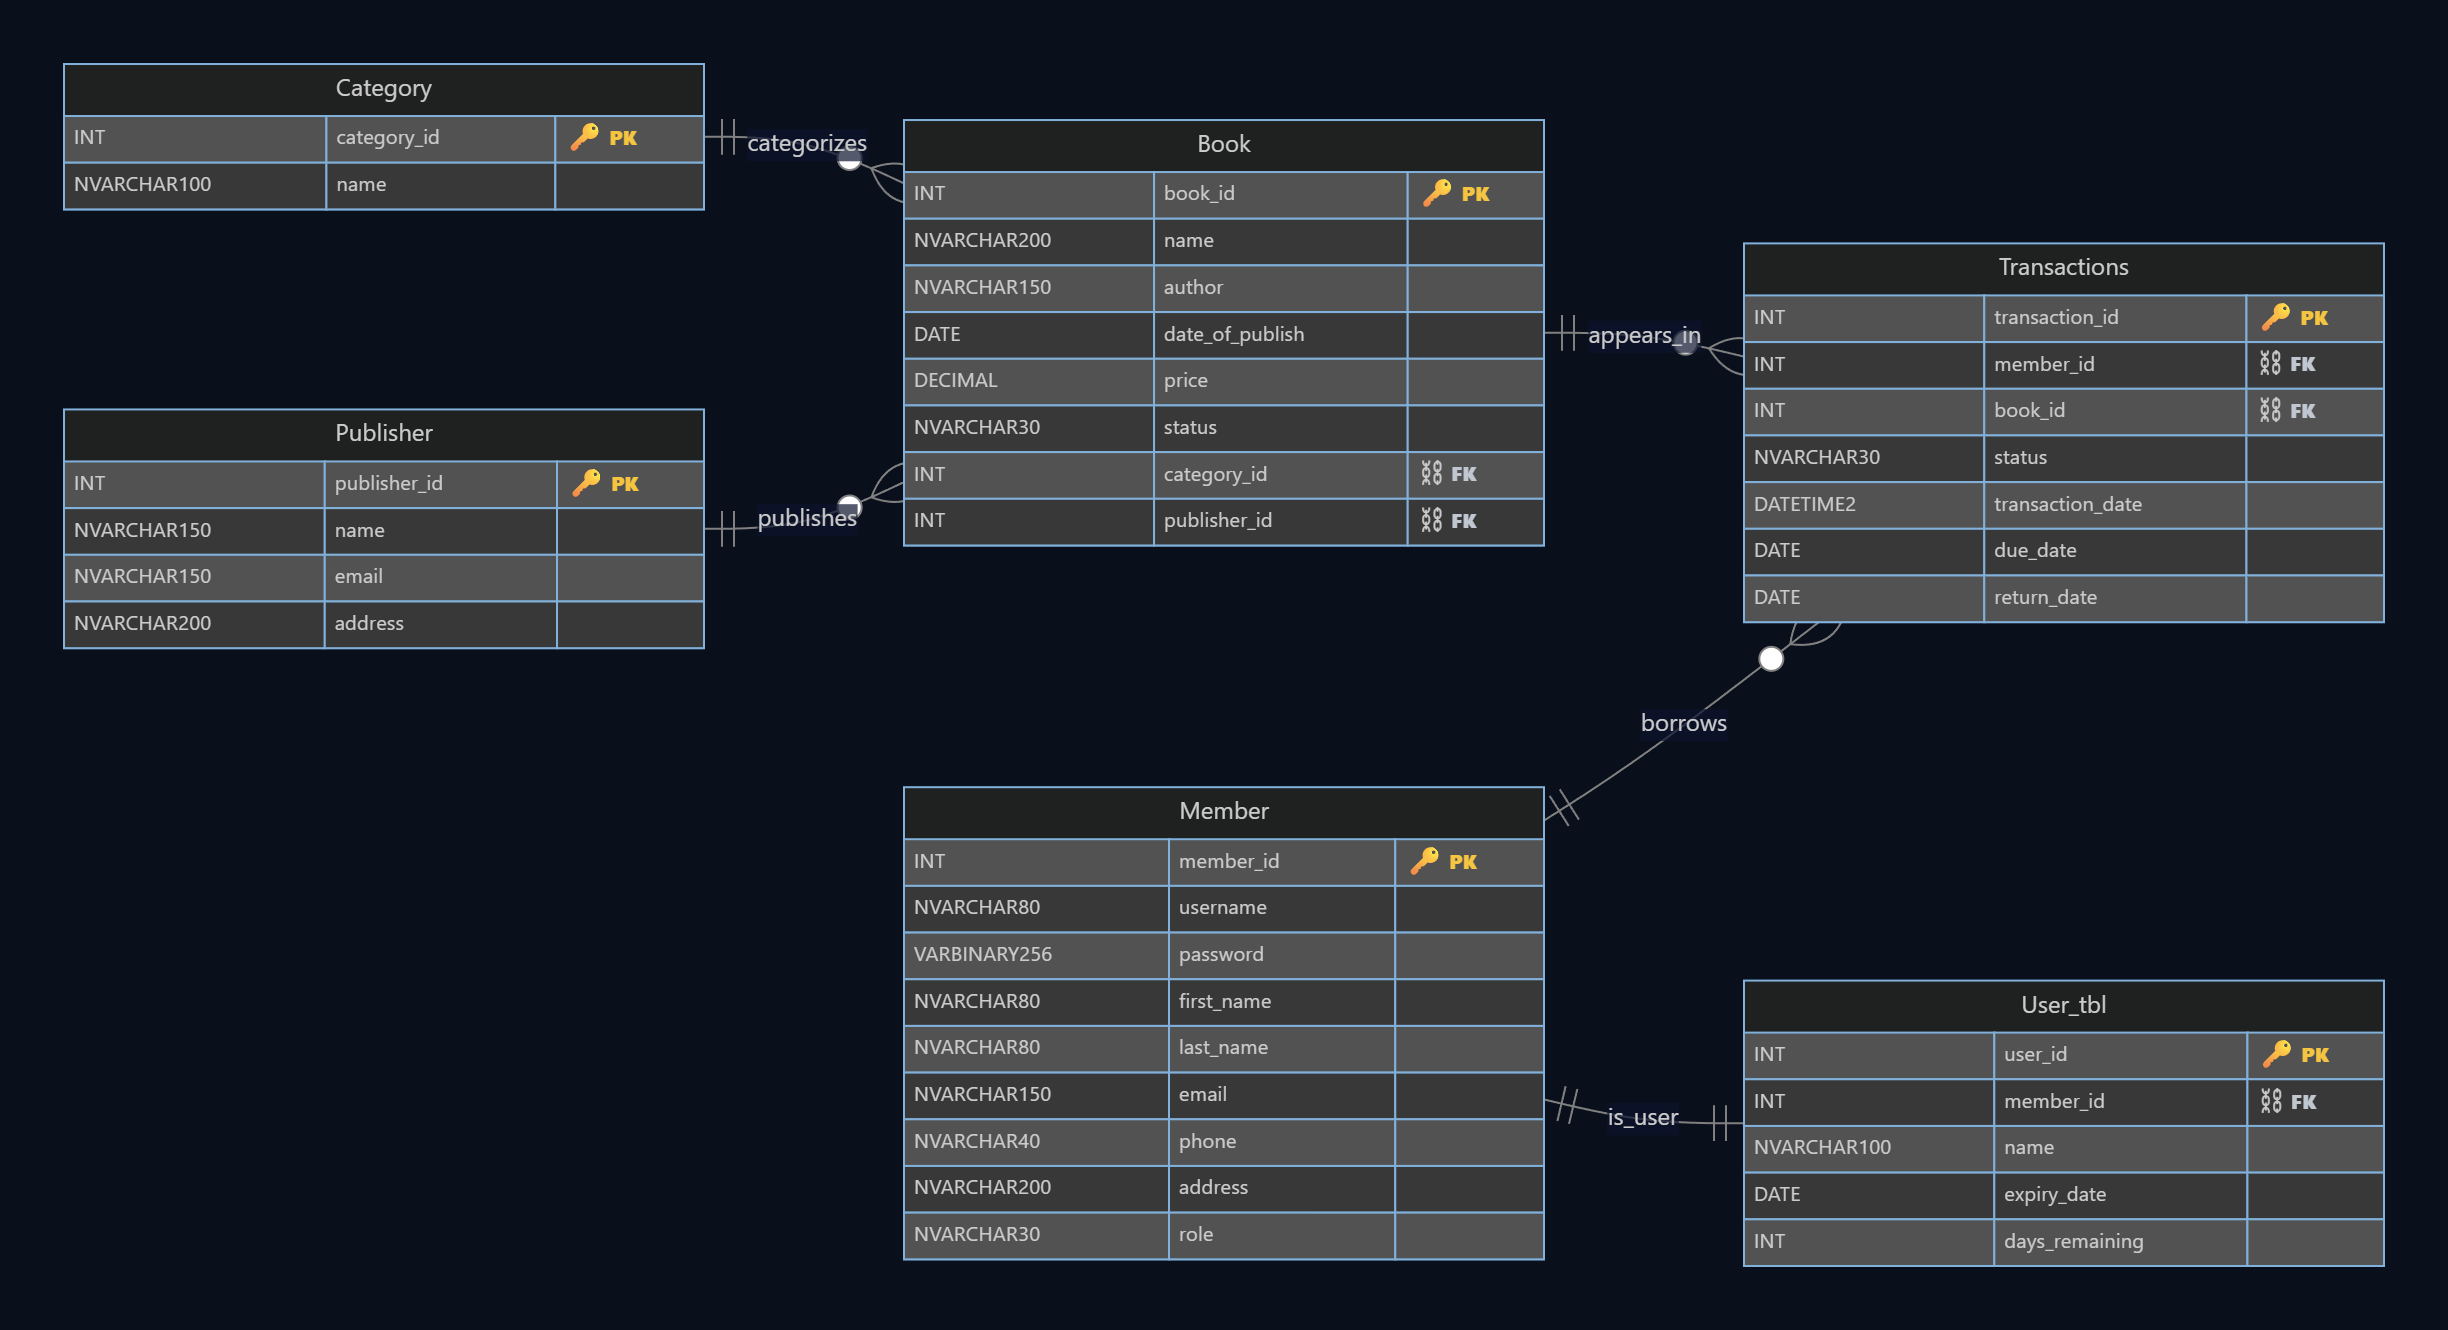 Category
INT category_id 🔑 PK
NVARCHAR100 name
categorizes
Book
INT book_id 🔑 PK
NVARCHAR200 name
NVARCHAR150 author
DATE date_of_publish
DECIMAL price
NVARCHAR30 status
INT category_id ⛓ FK
INT publisher_id ⛓ FK
Publisher
INT publisher_id 🔑 PK
NVARCHAR150 name
NVARCHAR150 email
NVARCHAR200 address
publishes
appears_in
Transactions
INT transaction_id 🔑 PK
INT member_id ⛓ FK
INT book_id ⛓ FK
NVARCHAR30 status
DATETIME2 transaction_date
DATE due_date
DATE return_date
borrows
Member
INT member_id 🔑 PK
NVARCHAR80 username
VARBINARY256 password
NVARCHAR80 first_name
NVARCHAR80 last_name
NVARCHAR150 email
NVARCHAR40 phone
NVARCHAR200 address
NVARCHAR30 role
is_user
User_tbl
INT user_id 🔑 PK
INT member_id ⛓ FK
NVARCHAR100 name
DATE expiry_date
INT days_remaining